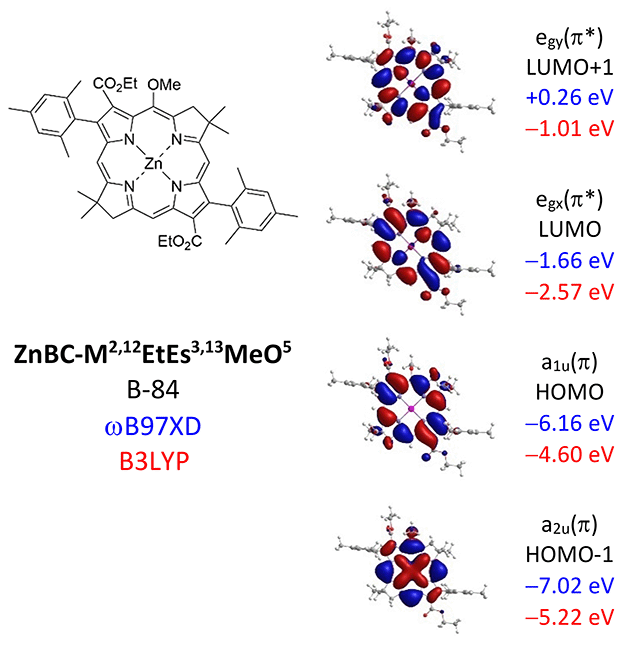 CO₂Et
OMe
N
N
Zn
N
N
EtO₂C
ZnBC-M²,¹²EtEs³,¹³MeO⁵
B-84
ωB97XD
B3LYP
e_gy(π*)
LUMO+1
+0.26 eV
−1.01 eV
e_gx(π*)
LUMO
−1.66 eV
−2.57 eV
a₁ᵤ(π)
HOMO
−6.16 eV
−4.60 eV
a₂ᵤ(π)
HOMO-1
−7.02 eV
−5.22 eV